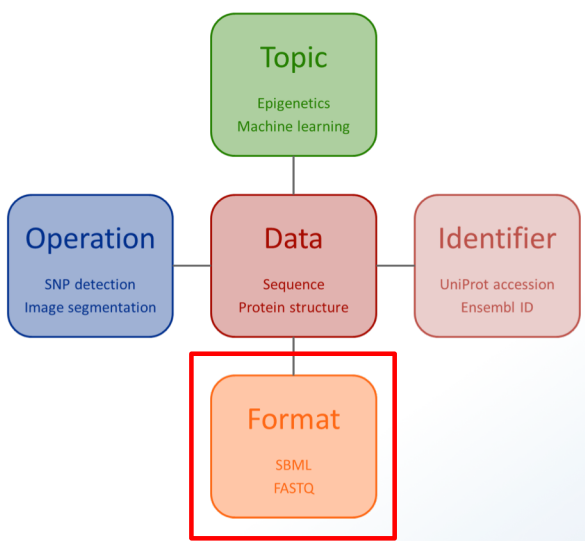 Topic
Epigenetics
Machine learning
Operation
SNP detection
Image segmentation
Data
Sequence
Protein structure
Identifier
UniProt accession
Ensembl ID
Format
SBML
FASTQ